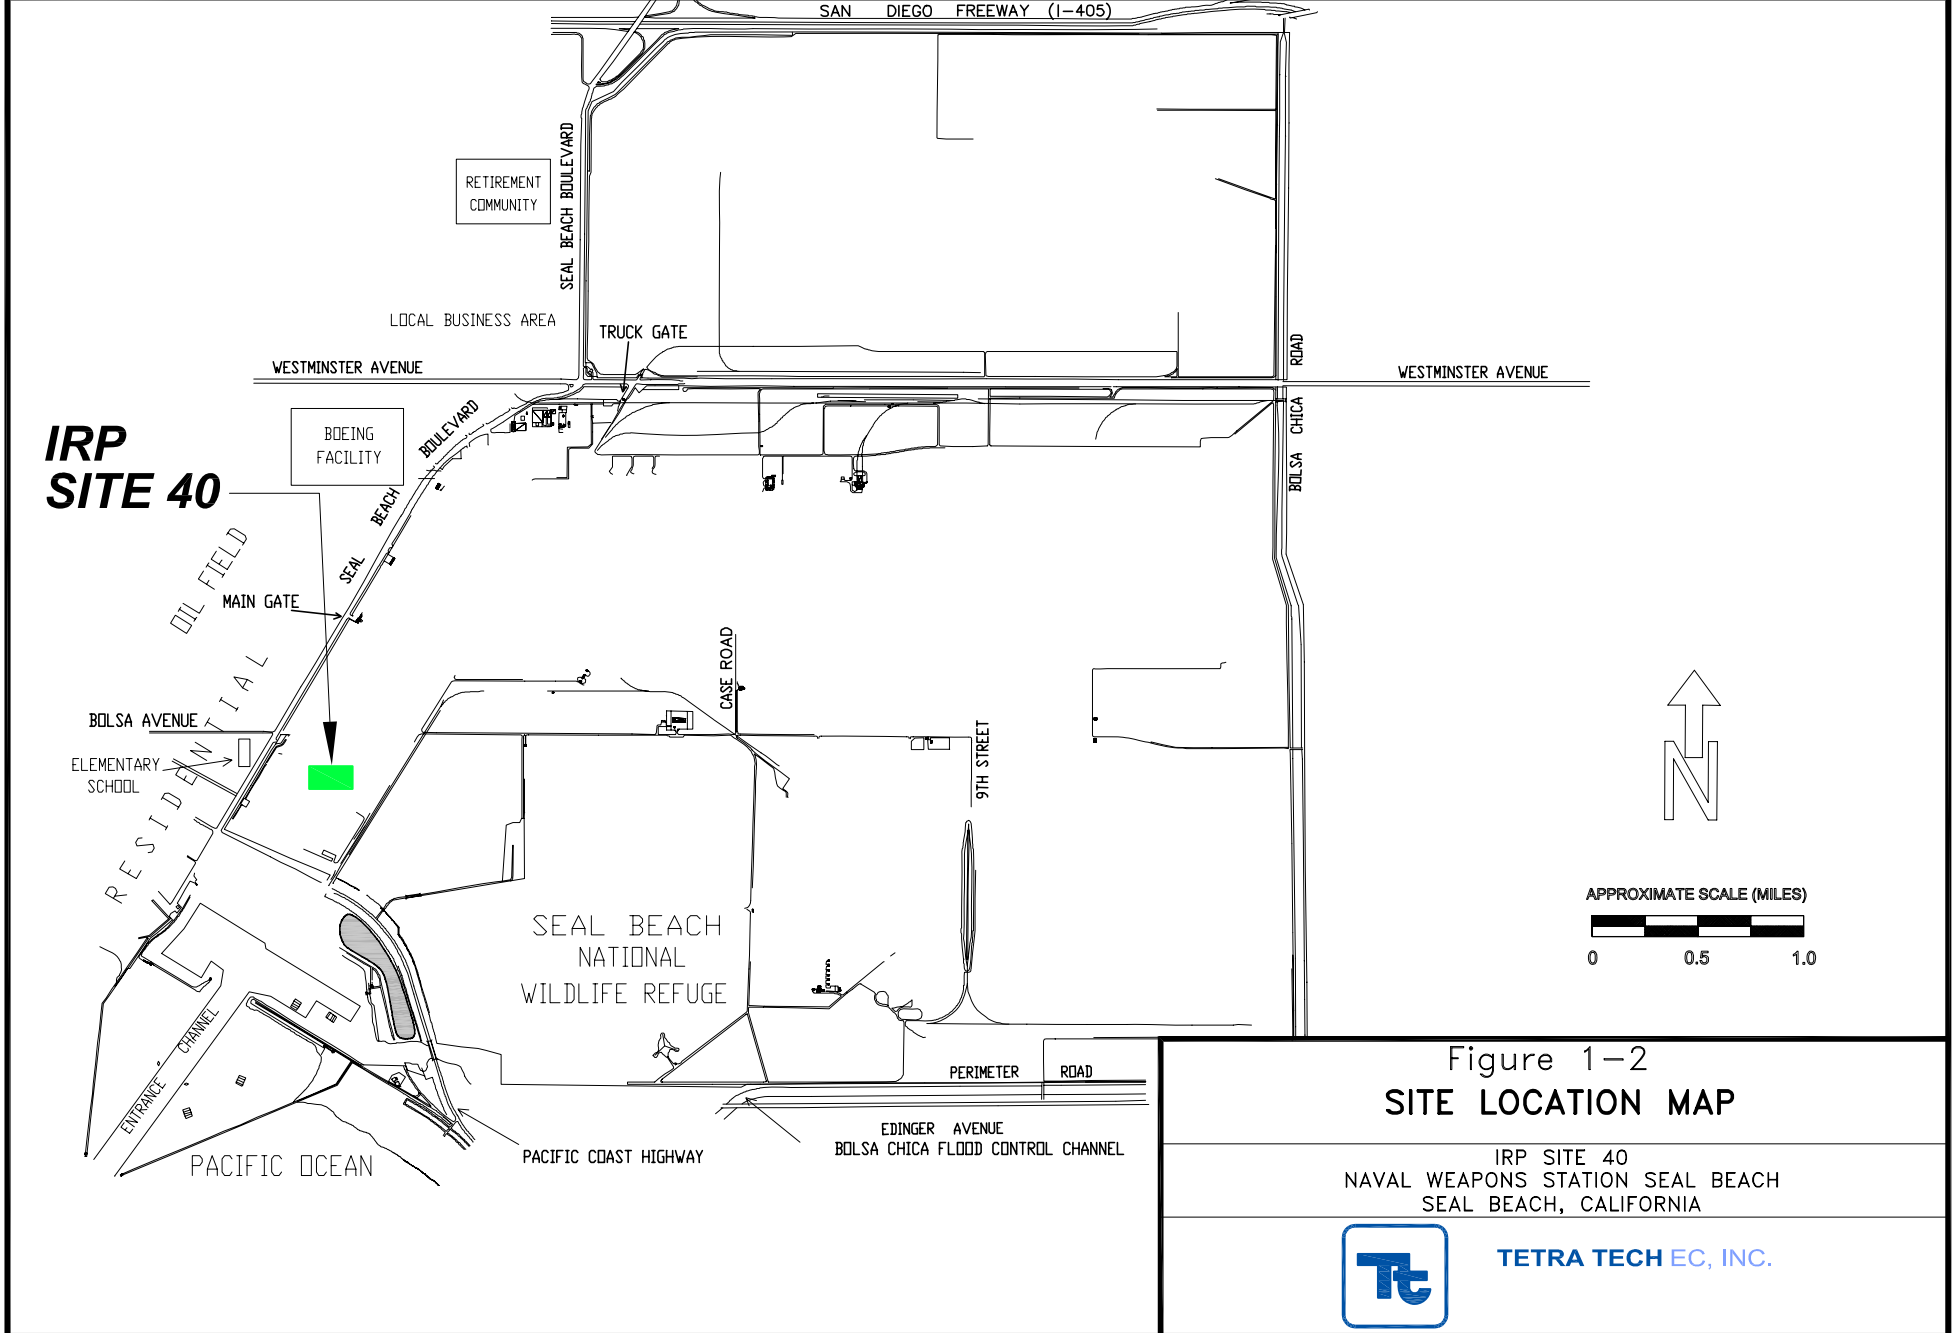 SAN DIEGO FREEWAY (I-405)
SEAL BEACH BOULEVARD
RETIREMENT
COMMUNITY
LOCAL BUSINESS AREA
TRUCK GATE
WESTMINSTER AVENUE
WESTMINSTER AVENUE
BOLSA CHICA ROAD
IRP
SITE 40
BOEING
FACILITY
SEAL BEACH BOULEVARD
OIL FIELD
MAIN GATE
RESIDENTIAL
CASE ROAD
BOLSA AVENUE
ELEMENTARY
SCHOOL
9TH STREET
N
APPROXIMATE SCALE (MILES)
0 0.5 1.0
SEAL BEACH
NATIONAL
WILDLIFE REFUGE
ENTRANCE CHANNEL
PERIMETER ROAD
EDINGER AVENUE
BOLSA CHICA FLOOD CONTROL CHANNEL
PACIFIC COAST HIGHWAY
PACIFIC OCEAN
Figure 1-2
SITE LOCATION MAP
IRP SITE 40
NAVAL WEAPONS STATION SEAL BEACH
SEAL BEACH, CALIFORNIA
Tt
TETRA TECH EC, INC.